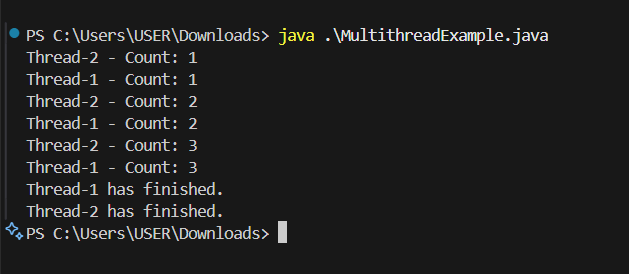 PS C:\Users\USER\Downloads> java .\MultithreadExample.java
Thread-2 - Count: 1
Thread-1 - Count: 1
Thread-2 - Count: 2
Thread-1 - Count: 2
Thread-2 - Count: 3
Thread-1 - Count: 3
Thread-1 has finished.
Thread-2 has finished.
PS C:\Users\USER\Downloads>